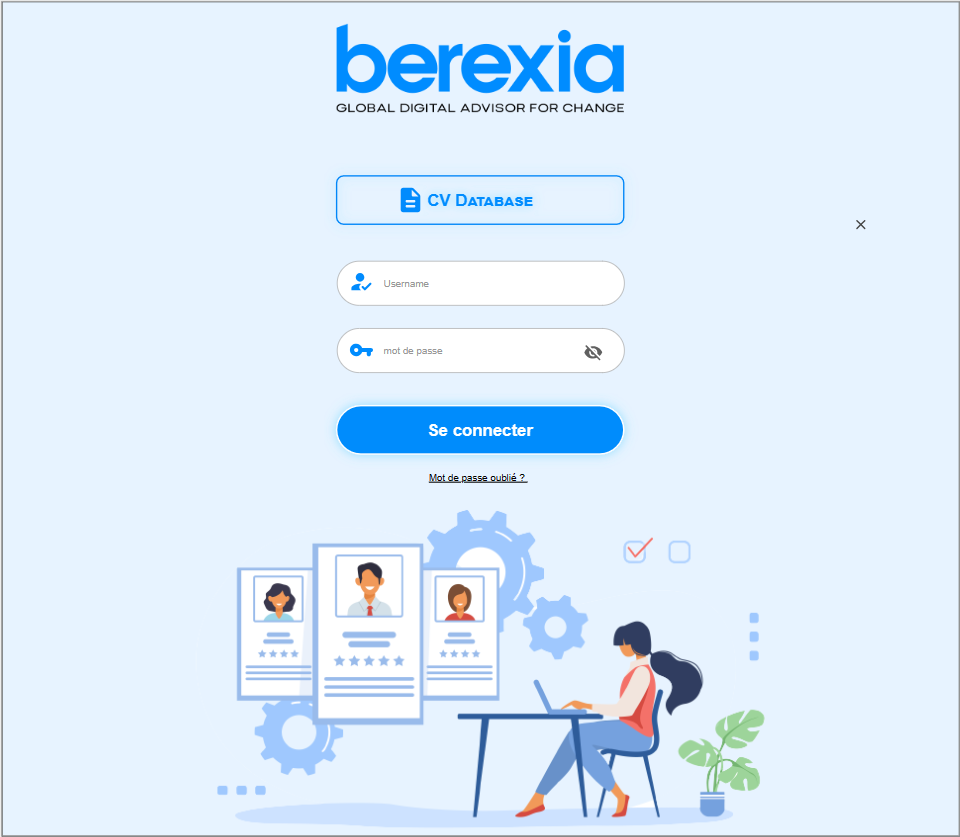 berexia
GLOBAL DIGITAL ADVISOR FOR CHANGE
CV DATABASE
Username
mot de passe
Se connecter
Mot de passe oublié ?